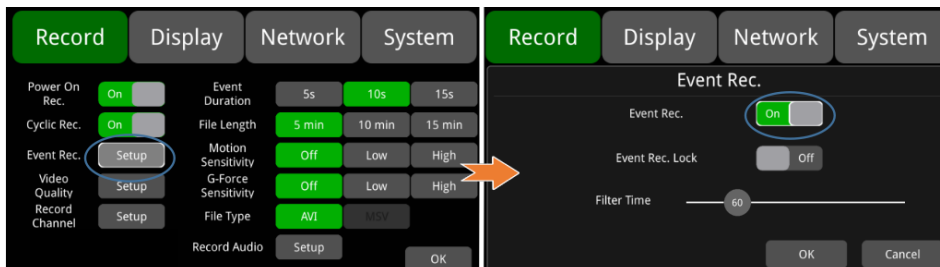 Record Display Network System
Power On
Rec.
On
Event
Duration
5s 10s 15s
Cyclic Rec.
On
File Length
5 min 10 min 15 min
Event Rec.
Setup
Motion
Sensitivity
Off Low High
Video
Quality
Setup
G-Force
Sensitivity
Off Low High
Record
Channel
Setup
File Type
AVI MSV
Record Audio
Setup
OK
Record Display Network System
Event Rec.
Event Rec.
On
Event Rec. Lock
Off
Filter Time
60
OK Cancel